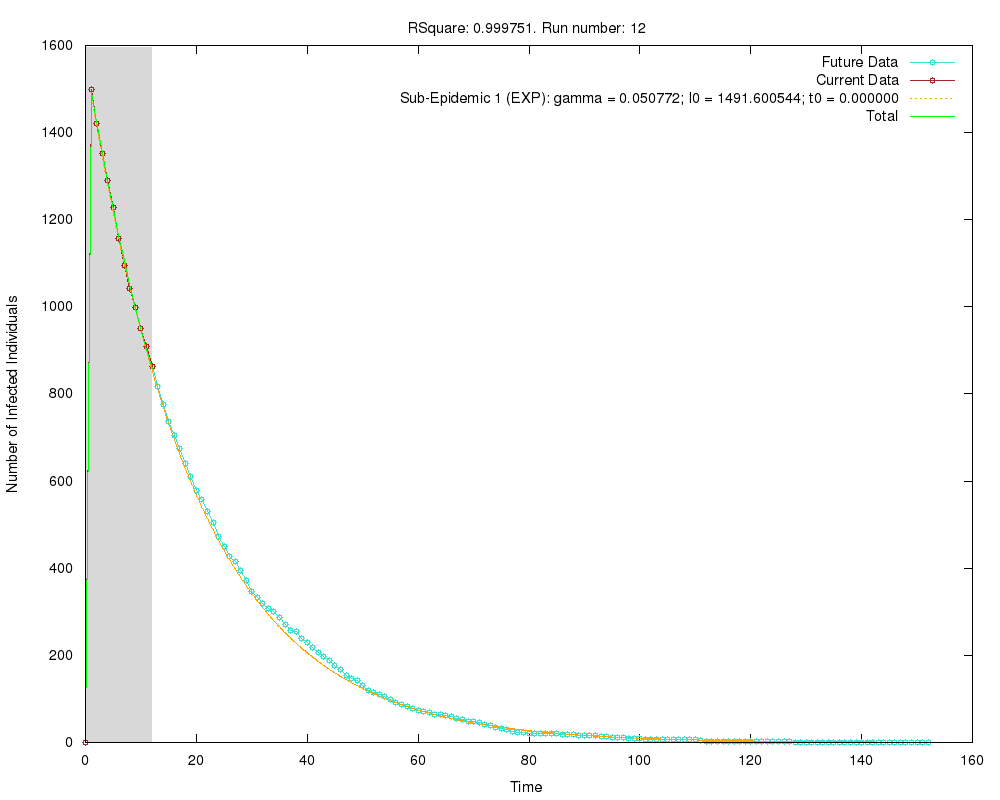 RSquare: 0.999751. Run number: 12
Future Data
Current Data
Sub-Epidemic 1 (EXP): gamma = 0.050772; I0 = 1491.600544; t0 = 0.000000
Total
1600
1400
1200
1000
800
600
400
200
0
Number of Infected Individuals
0 20 40 60 80 100 120 140 160
Time